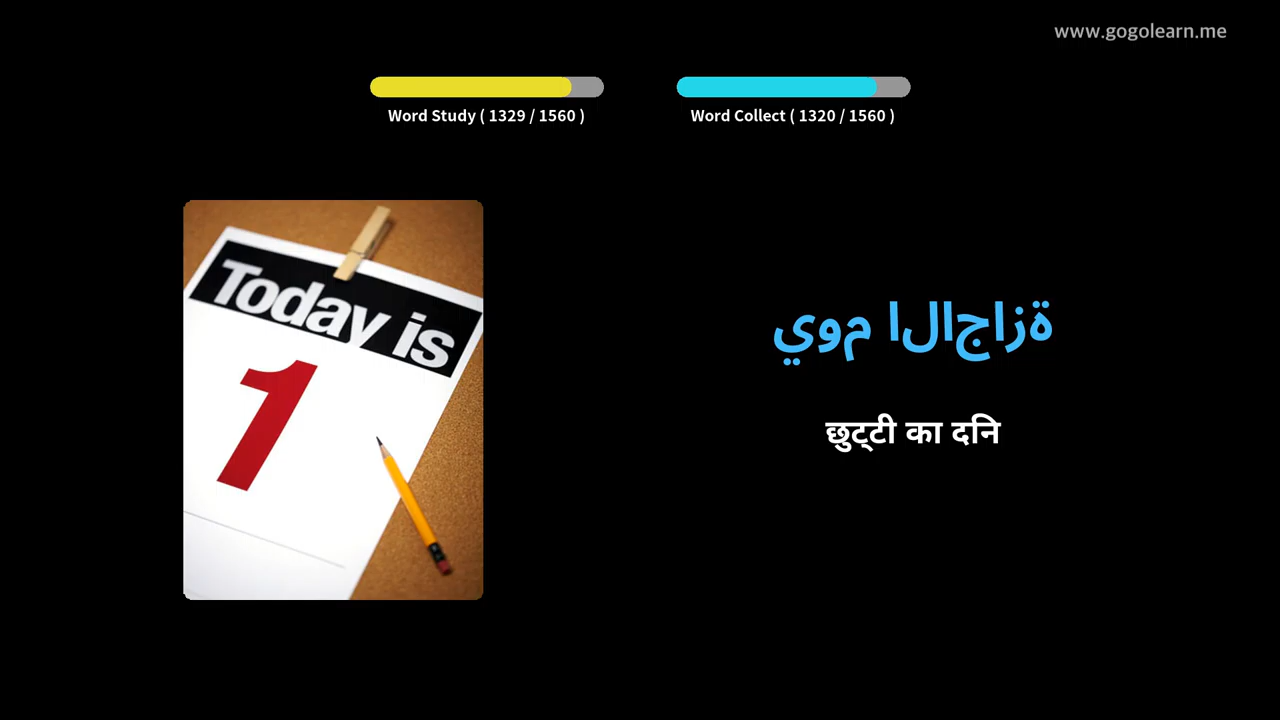 www.gogolearn.me
Word Study ( 1329 / 1560 )
Word Collect ( 1320 / 1560 )
Today is
1
يوم الاجازة
छुट्टी का दनि